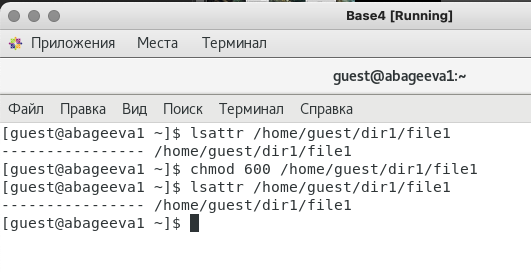 Base4 [Running]
Приложения Места Терминал
guest@abageeva1:~
Файл Правка Вид Поиск Терминал Справка
[guest@abageeva1 ~]$ lsattr /home/guest/dir1/file1
---------------- /home/guest/dir1/file1
[guest@abageeva1 ~]$ chmod 600 /home/guest/dir1/file1
[guest@abageeva1 ~]$ lsattr /home/guest/dir1/file1
---------------- /home/guest/dir1/file1
[guest@abageeva1 ~]$